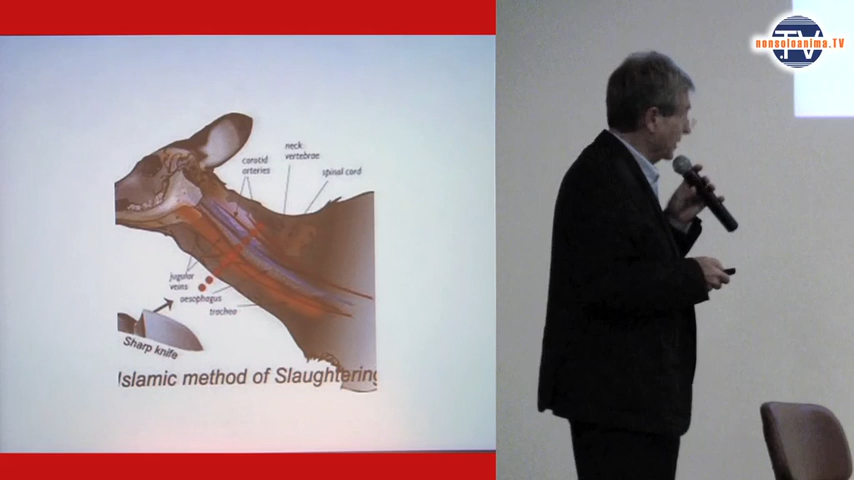 TV
nonsoloanima.TV
neck
vertebrae
carotid
arteries
spinal cord
jugular
veins
oesophagus
trachea
Sharp knife
Islamic method of Slaughtering